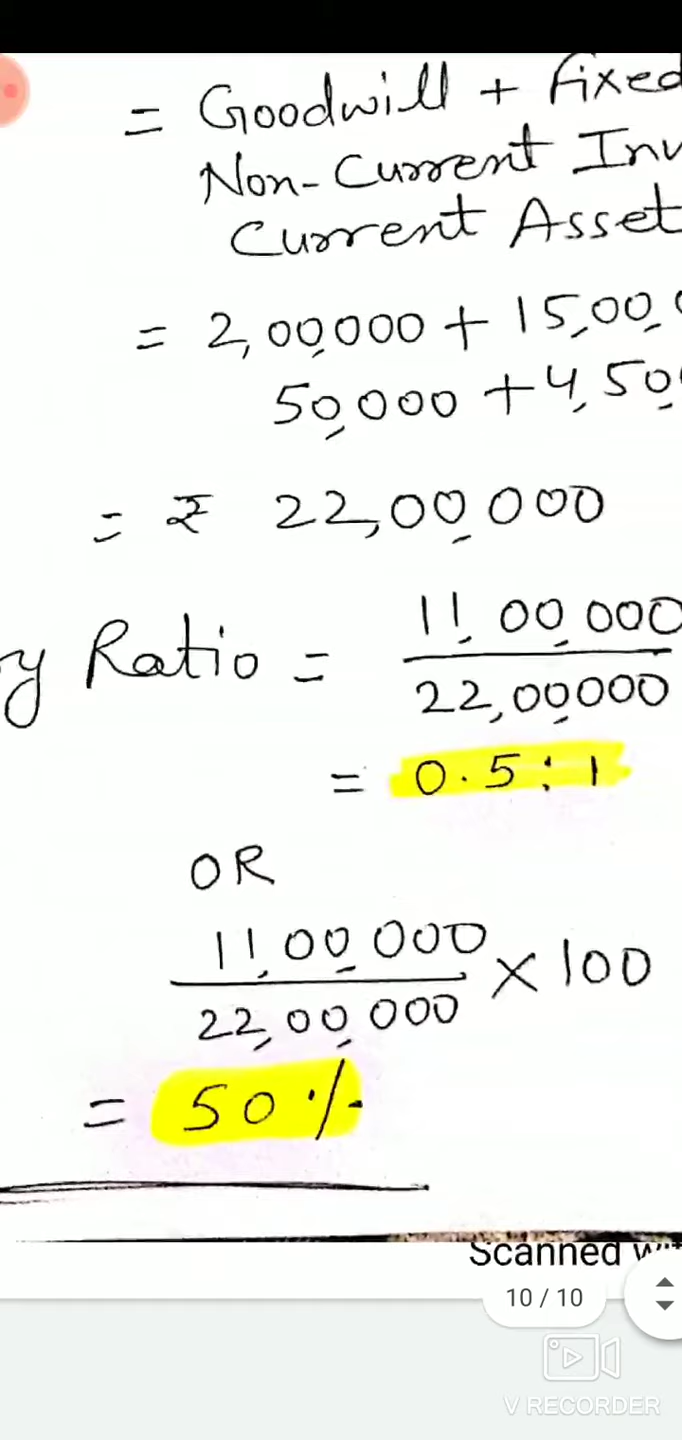 = Goodwill + Fixed
Non-Current Inv
Current Asset
= 2,00,000 + 15,00,
50,000 + 4,50,
= ₹ 22,00,000
y Ratio = 11,00,000
22,00,000
= 0.5:1
OR
11,00,000 × 100
22,00,000
= 50%
Scanned w
10 / 10
V RECORDER